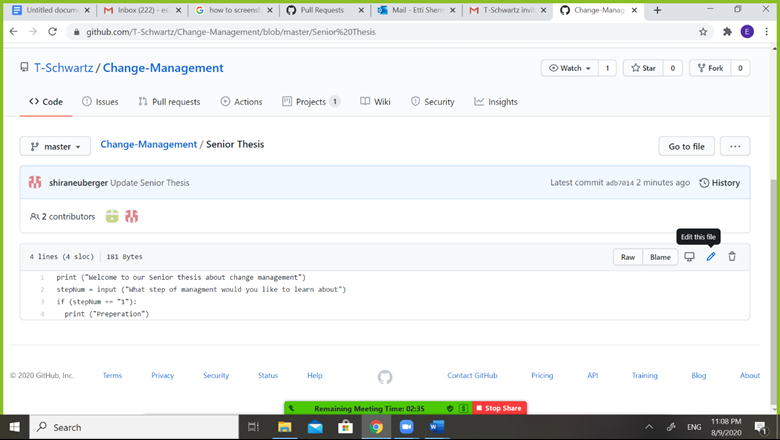 Untitled docum
Inbox (222) - e
how to screensh
Pull Requests
Mail - Etti Sherm
T-Schwartz invit
Change-Manag
github.com/T-Schwartz/Change-Management/blob/master/Senior%20Thesis
E
T-Schwartz / Change-Management
Watch 1
Star 0
Fork 0
Code
Issues
Pull requests
Actions
Projects 1
Wiki
Security
Insights
master
Change-Management / Senior Thesis
Go to file
...
shiraneuberger Update Senior Thesis
Latest commit adb7014 2 minutes ago
History
2 contributors
Edit this file
4 lines (4 sloc) 181 Bytes
Raw
Blame
1 print ("Welcome to our Senior thesis about change management")
2 stepNum = input ("What step of managment would you like to learn about")
3 if (stepNum == "1"):
4 print ("Preperation")
© 2020 GitHub, Inc.
Terms
Privacy
Security
Status
Help
Contact GitHub
Pricing
API
Training
Blog
About
Remaining Meeting Time: 02:35
Stop Share
Search
ENG
11:08 PM
8/9/2020
1